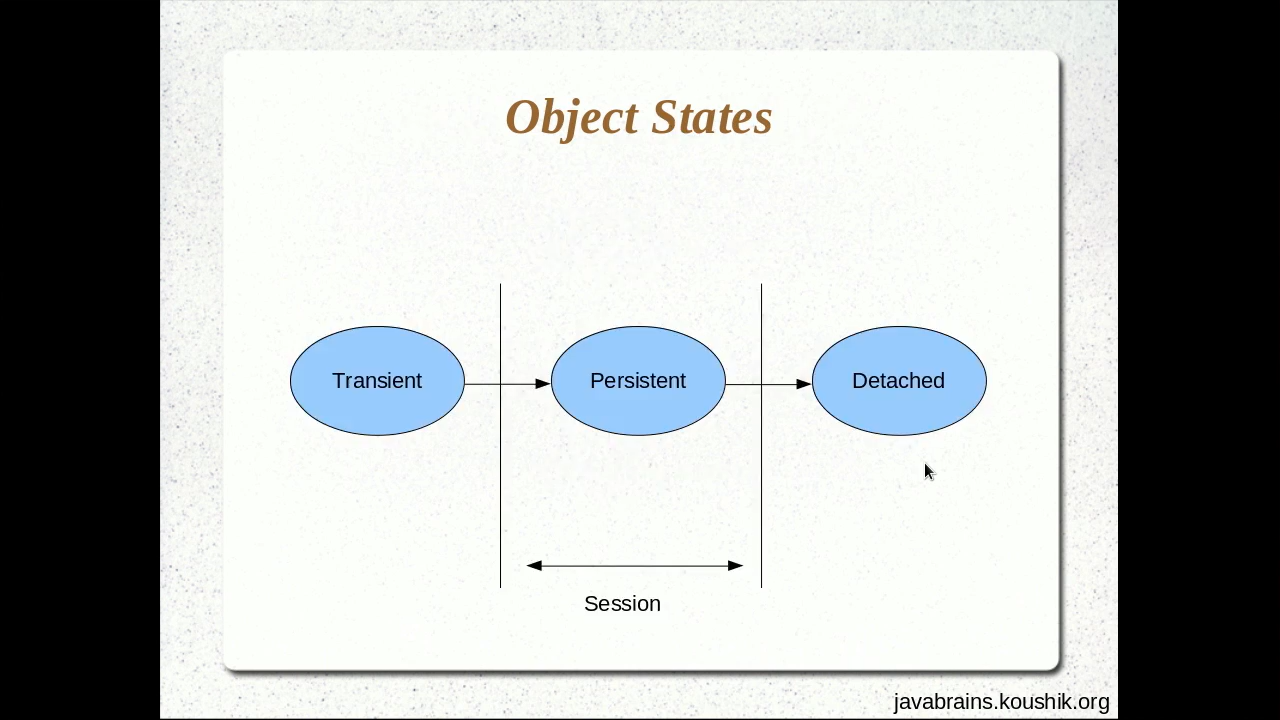 Object States
Transient
Persistent
Detached
Session
javabrains.koushik.org